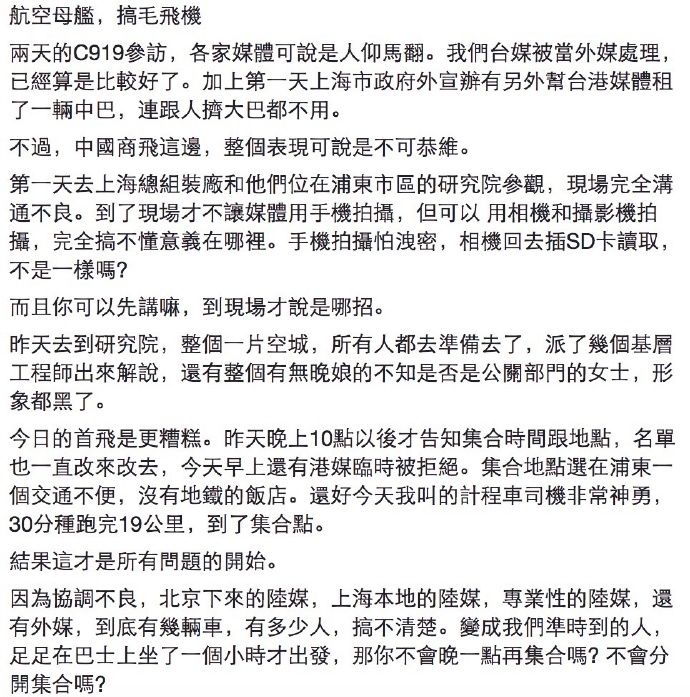 航空母艦，搞毛飛機
兩天的C919參訪，各家媒體可說是人仰馬翻。我們台媒被當外媒處理，
已經算是比較好了。加上第一天上海市政府外宣辦有另外幫台港媒體租
了一輛中巴，連跟人擠大巴都不用。
不過，中國商飛這邊，整個表現可說是不可恭維。
第一天去上海總組裝廠和他們位在浦東市區的研究院參觀，現場完全溝
通不良。到了現場才不讓媒體用手機拍攝，但可以 用相機和攝影機拍
攝，完全搞不懂意義在哪裡。手機拍攝怕洩密，相機回去插SD卡讀取，
不是一樣嗎？
而且你可以先講嘛，到現場才說是哪招。
昨天去到研究院，整個一片空城，所有人都去準備去了，派了幾個基層
工程師出來解說，還有整個有無晚娘的不知是否是公關部門的女士，形
象都黑了。
今日的首飛是更糟糕。昨天晚上10點以後才告知集合時間跟地點，名單
也一直改來改去，今天早上還有港媒臨時被拒絕。集合地點選在浦東一
個交通不便，沒有地鐵的飯店。還好今天我叫的計程車司機非常神勇，
30分種跑完19公里，到了集合點。
結果這才是所有問題的開始。
因為協調不良，北京下來的陸媒，上海本地的陸媒，專業性的陸媒，還
有外媒，到底有幾輛車，有多少人，搞不清楚。變成我們準時到的人，
足足在巴士上坐了一個小時才出發，那你不會晚一點再集合嗎? 不會分
開集合嗎?